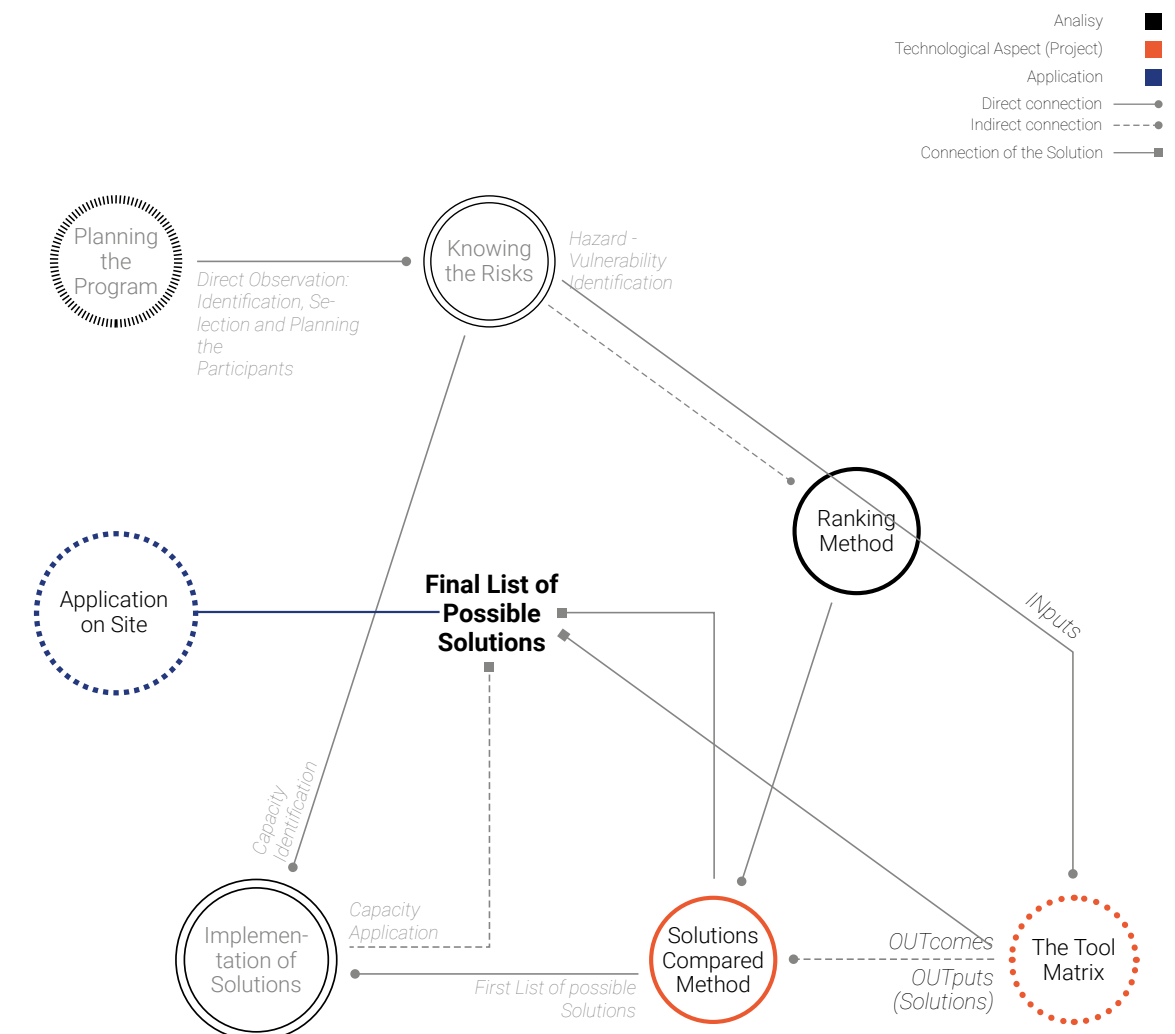 Analisy
Technological Aspect (Project)
Application
Direct connection
Indirect connection
Connection of the Solution
Planning
the
Program
Direct Observation:
Identification, Se-
lection and Planning
the
Participants
Knowing
the Risks
Hazard -
Vulnerability
Identification
Ranking
Method
INputs
Application
on Site
Final List of
Possible
Solutions
Capacity
Identification
Implemen-
tation of
Solutions
Capacity
Application
First List of possible
Solutions
Solutions
Compared
Method
OUTcomes
OUTputs
(Solutions)
The Tool
Matrix